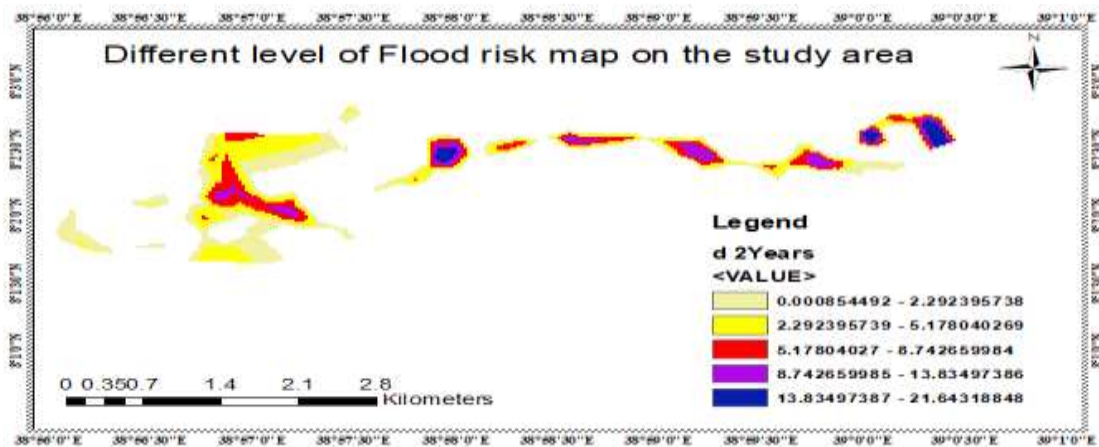 38°56'0"E 38°56'30"E 38°57'0"E 38°57'30"E 38°58'0"E 38°58'30"E 38°59'0"E 38°59'30"E 39°0'0"E 39°0'30"E 39°1'0"E
Different level of Flood risk map on the study area
N
Legend
d 2Years
<VALUE>
0.000854492 - 2.292395738
2.292395739 - 5.178040269
5.17804027 - 8.742659984
8.742659985 - 13.83497386
13.83497387 - 21.64318848
0 0.350.7 1.4 2.1 2.8
Kilometers
38°56'0"E 38°56'30"E 38°57'0"E 38°57'30"E 38°58'0"E 38°58'30"E 38°59'0"E 38°59'30"E 39°0'0"E 39°0'30"E 39°1'0"E